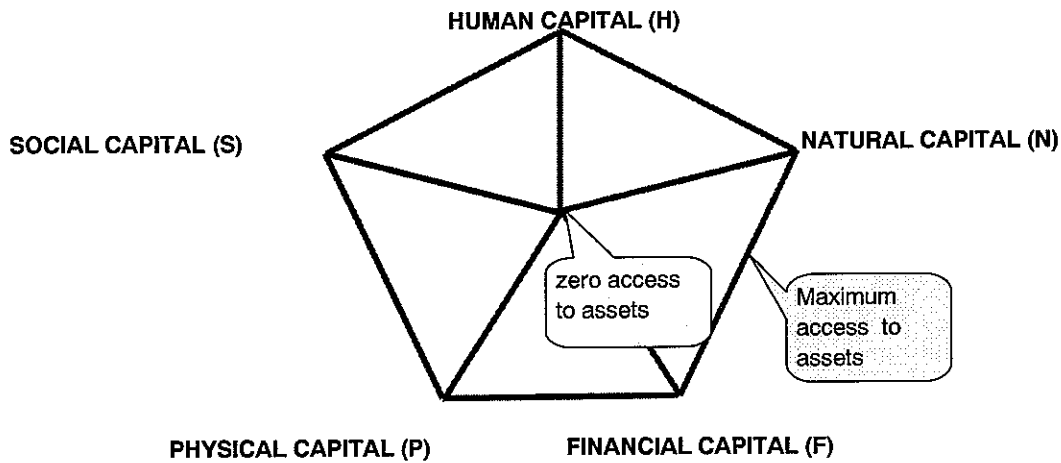 HUMAN CAPITAL (H)
SOCIAL CAPITAL (S)
NATURAL CAPITAL (N)
zero access
to assets
Maximum
access to
assets
PHYSICAL CAPITAL (P)
FINANCIAL CAPITAL (F)